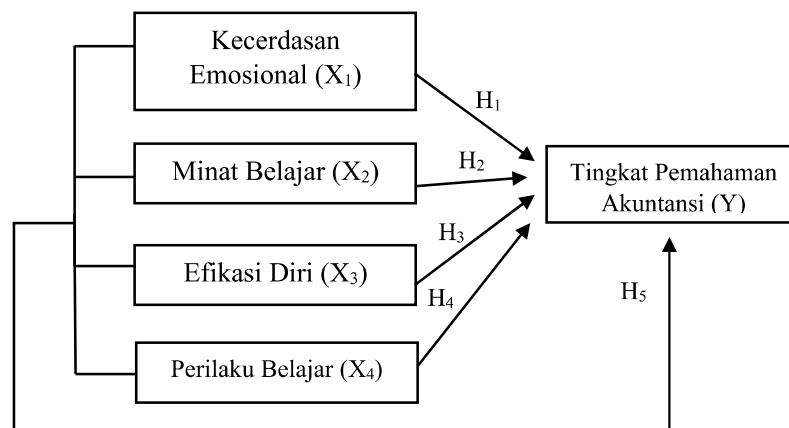 Kecerdasan
Emosional (X₁)
H₁
Minat Belajar (X₂)
H₂
Tingkat Pemahaman
Akuntansi (Y)
Efikasi Diri (X₃)
H₃
H₄
H₅
Perilaku Belajar (X₄)